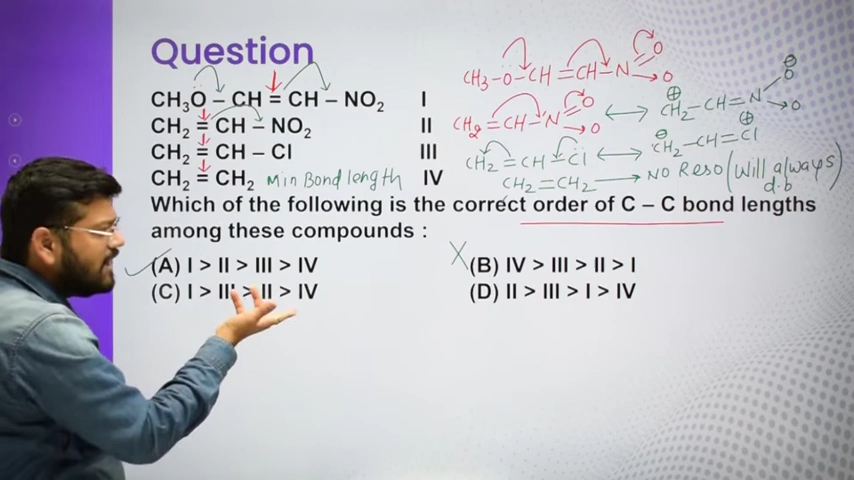 Question
CH3O – CH = CH – NO2 I
CH2 = CH – NO2 II
CH2 = CH – Cl III
CH2 = CH2 Min Bond length IV
CH3 – O – CH = CH – N → O
O
CH2 = CH – N → O
O
⟷ ⊕CH2 – CH = N → O
O⊖
CH2 = CH – Cl ⟷ ⊖CH2 – CH = Cl⊕
CH2 = CH2 → NO Reso (Will always d.b)
Which of the following is the correct order of C – C bond lengths
among these compounds :
(A) I > II > III > IV
X (B) IV > III > II > I
(C) I > III > II > IV
(D) II > III > I > IV